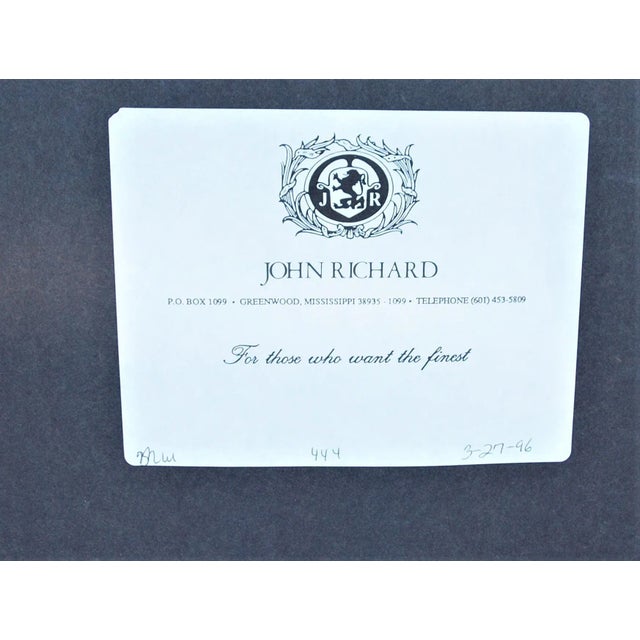 J R
JOHN RICHARD
P.O. BOX 1099 • GREENWOOD, MISSISSIPPI 38935 - 1099 • TELEPHONE (601) 453-5809
For those who want the finest
444 3-27-96